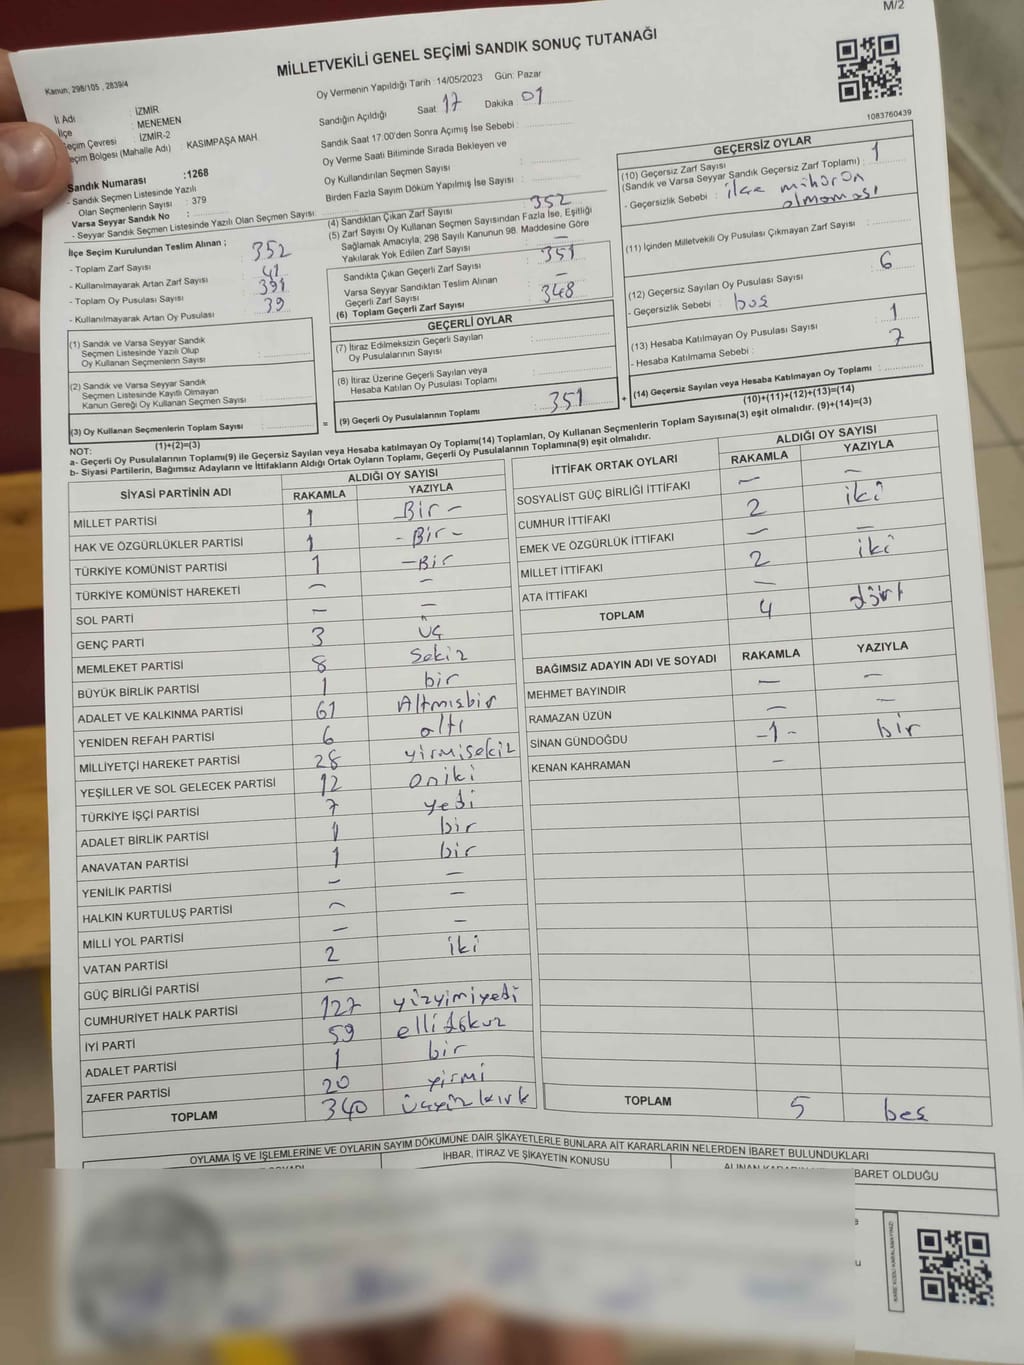 M/2
MİLLETVEKİLİ GENEL SEÇİMİ SANDIK SONUÇ TUTANAĞI
Kanun, 298/105 , 2839/4
Oy Vermenin Yapıldığı Tarih : 14/05/2023 Gün: Pazar
İl Adı : İZMİR
İlçe : MENEMEN
Seçim Çevresi : İZMİR-2
Seçim Bölgesi (Mahalle Adı) : KASIMPAŞA MAH
Sandık Numarası :1268
- Sandık Seçmen Listesinde Yazılı
Olan Seçmenlerin Sayısı : 379
Varsa Seyyar Sandık No :
- Seyyar Sandık Seçmen Listesinde Yazılı Olan Seçmen Sayısı :
Sandığın Açıldığı Saat 17 Dakika 01
Sandık Saat 17.00'den Sonra Açılmış İse Sebebi :
Oy Verme Saati Bitiminde Sırada Bekleyen ve
Oy Kullandırılan Seçmen Sayısı :
Birden Fazla Sayım Döküm Yapılmış İse Sayısı :
1083760439
İlçe Seçim Kurulundan Teslim Alınan ;
- Toplam Zarf Sayısı : 352
- Kullanılmayarak Artan Zarf Sayısı : 41
- Toplam Oy Pusulası Sayısı : 391
- Kullanılmayarak Artan Oy Pusulası : 39
(4) Sandıktan Çıkan Zarf Sayısı : 352
(5) Zarf Sayısı Oy Kullanan Seçmen Sayısından Fazla İse, Eşitliği
Sağlamak Amacıyla, 298 Sayılı Kanunun 98. Maddesine Göre
Yakılarak Yok Edilen Zarf Sayısı : –
Sandıkta Çıkan Geçerli Zarf Sayısı : 351
Varsa Seyyar Sandıktan Teslim Alınan
Geçerli Zarf Sayısı : –
(6) Toplam Geçerli Zarf Sayısı : 348
GEÇERSİZ OYLAR
(10) Geçersiz Zarf Sayısı
(Sandık ve Varsa Seyyar Sandık Geçersiz Zarf Toplamı) : 1
- Geçersizlik Sebebi : ilçe mührün
olmaması
(11) İçinden Milletvekili Oy Pusulası Çıkmayan Zarf Sayısı :
(12) Geçersiz Sayılan Oy Pusulası Sayısı : 6
- Geçersizlik Sebebi : boş
(13) Hesaba Katılmayan Oy Pusulası Sayısı : 1
- Hesaba Katılmama Sebebi : 7
(14) Geçersiz Sayılan veya Hesaba Katılmayan Oy Toplamı :
(10)+(11)+(12)+(13)=(14)
(1) Sandık ve Varsa Seyyar Sandık
Seçmen Listesinde Yazılı Olup
Oy Kullanan Seçmenlerin Sayısı :
(2) Sandık ve Varsa Seyyar Sandık
Seçmen Listesinde Kayıtlı Olmayan
Kanun Gereği Oy Kullanan Seçmen Sayısı :
(3) Oy Kullanan Seçmenlerin Toplam Sayısı :
(1)+(2)=(3)
=
GEÇERLİ OYLAR
(7) İtiraz Edilmeksizin Geçerli Sayılan
Oy Pusulalarının Sayısı :
(8) İtiraz Üzerine Geçerli Sayılan veya
Hesaba Katılan Oy Pusulası Toplamı :
(9) Geçerli Oy Pusulalarının Toplamı : 351
+
NOT:
a- Geçerli Oy Pusulalarının Toplamı(9) ile Geçersiz Sayılan veya Hesaba katılmayan Oy Toplamı(14) Toplamları, Oy Kullanan Seçmenlerin Toplam Sayısına(3) eşit olmalıdır. (9)+(14)=(3)
b- Siyasi Partilerin, Bağımsız Adayların ve İttifakların Aldığı Ortak Oyların Toplamı, Geçerli Oy Pusulalarının Toplamına(9) eşit olmalıdır.
SİYASİ PARTİNİN ADI
ALDIĞI OY SAYISI
RAKAMLA YAZIYLA
MİLLET PARTİSİ 1 Bir –
HAK VE ÖZGÜRLÜKLER PARTİSİ 1 - Bir –
TÜRKİYE KOMÜNİST PARTİSİ 1 – Bir
TÜRKİYE KOMÜNİST HAREKETİ – –
SOL PARTİ – –
GENÇ PARTİ 3 üç
MEMLEKET PARTİSİ 8 Sekiz
BÜYÜK BİRLİK PARTİSİ 1 bir
ADALET VE KALKINMA PARTİSİ 61 Altmışbir
YENİDEN REFAH PARTİSİ 6 altı
MİLLİYETÇİ HAREKET PARTİSİ 28 yirmisekiz
YEŞİLLER VE SOL GELECEK PARTİSİ 12 oniki
TÜRKİYE İŞÇİ PARTİSİ 7 yedi
ADALET BİRLİK PARTİSİ 1 bir
ANAVATAN PARTİSİ 1 bir
YENİLİK PARTİSİ – –
HALKIN KURTULUŞ PARTİSİ – –
MİLLİ YOL PARTİSİ – –
VATAN PARTİSİ 2 iki
GÜÇ BİRLİĞİ PARTİSİ –
CUMHURİYET HALK PARTİSİ 127 yizyimiyedi
İYİ PARTİ 59 ellidokuz
ADALET PARTİSİ 1 bir
ZAFER PARTİSİ 20 yirmi
TOPLAM 340 üçyüzkırk
İTTİFAK ORTAK OYLARI
ALDIĞI OY SAYISI
RAKAMLA YAZIYLA
SOSYALİST GÜÇ BİRLİĞİ İTTİFAKI – –
CUMHUR İTTİFAKI 2 iki
EMEK VE ÖZGÜRLÜK İTTİFAKI – –
MİLLET İTTİFAKI 2 iki
ATA İTTİFAKI –
TOPLAM 4 dört
BAĞIMSIZ ADAYIN ADI VE SOYADI RAKAMLA YAZIYLA
MEHMET BAYINDIR – –
RAMAZAN ÜZÜN – –
SİNAN GÜNDOĞDU -1- bir
KENAN KAHRAMAN –
TOPLAM 5 beş
OYLAMA İŞ VE İŞLEMLERİNE VE OYLARIN SAYIM DÖKÜMÜNE DAİR ŞİKAYETLERLE BUNLARA AİT KARARLARIN NELERDEN İBARET BULUNDUKLARI
İHBAR, İTİRAZ VE ŞİKAYETİN KONUSU
İBARET OLDUĞU